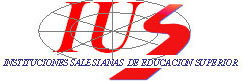 IUS
INSTITUCIONES SALESIANAS DE EDUCACION SUPERIOR